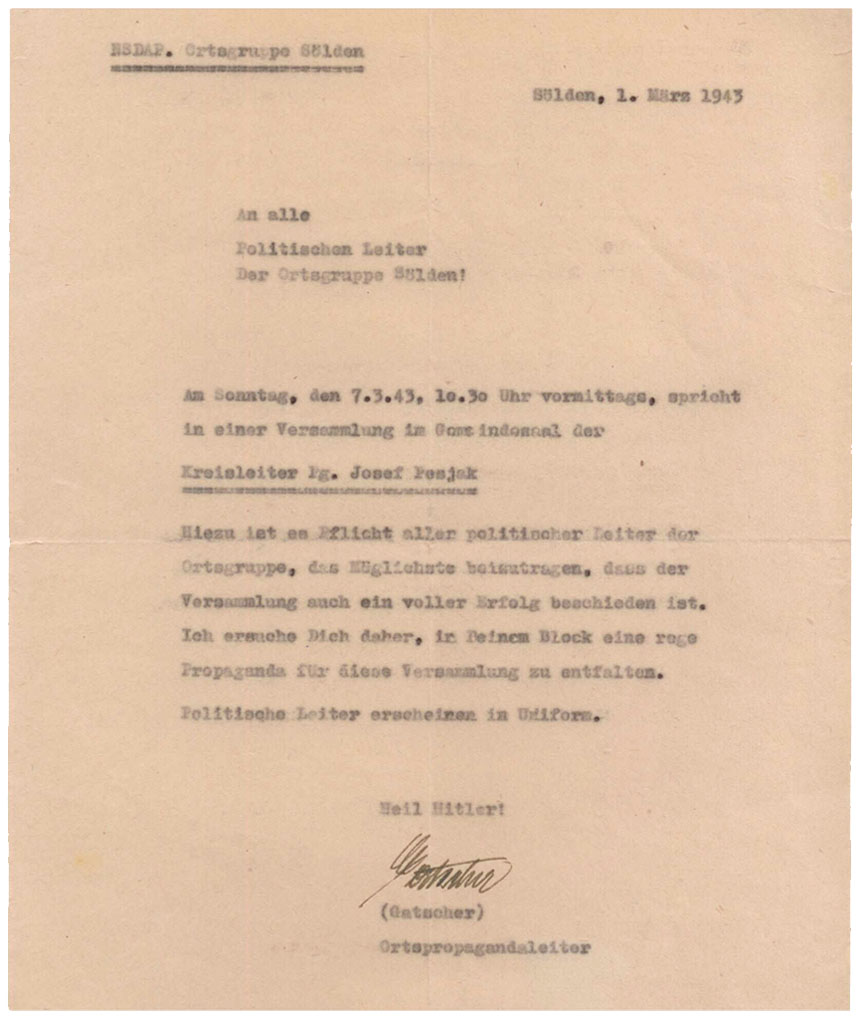 NSDAP. Ortsgruppe Sölden
Sölden, 1. März 1943
An alle
Politischen Leiter
Der Ortsgruppe Sölden!
Am Sonntag, den 7.3.43, 10.30 Uhr vormittags, spricht
in einer Versammlung im Gemeindesaal der
Kreisleiter Pg. Josef Pesjak
Hiezu ist es Pflicht aller politischer Leiter der
Ortsgruppe, das Möglichste beizutragen, dass der
Versammlung auch ein voller Erfolg beschieden ist.
Ich ersuche Dich daher, in Deinem Block eine rege
Propaganda für diese Versammlung zu entfalten.
Politische Leiter erscheinen in Uniform.
Heil Hitler!
Gatscher
(Gatscher)
Ortspropagandaleiter